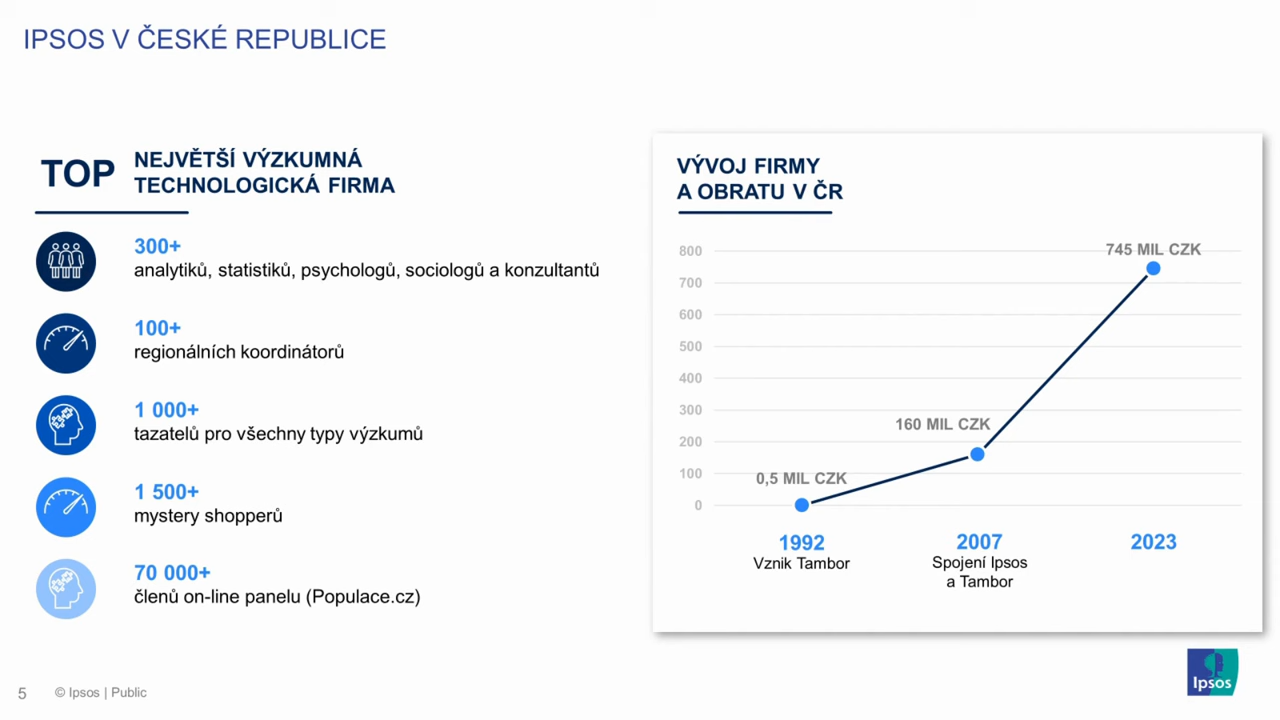 IPSOS V ČESKÉ REPUBLICE
TOP
NEJVĚTŠÍ VÝZKUMNÁ
TECHNOLOGICKÁ FIRMA
300+
analytiků, statistiků, psychologů, sociologů a konzultantů
100+
regionálních koordinátorů
1 000+
tazatelů pro všechny typy výzkumů
1 500+
mystery shopperů
70 000+
členů on-line panelu (Populace.cz)
VÝVOJ FIRMY
A OBRATU V ČR
800
700
600
500
400
300
200
100
0
0,5 MIL CZK
160 MIL CZK
745 MIL CZK
1992
Vznik Tambor
2007
Spojení Ipsos
a Tambor
2023
5
© Ipsos | Public
Ipsos